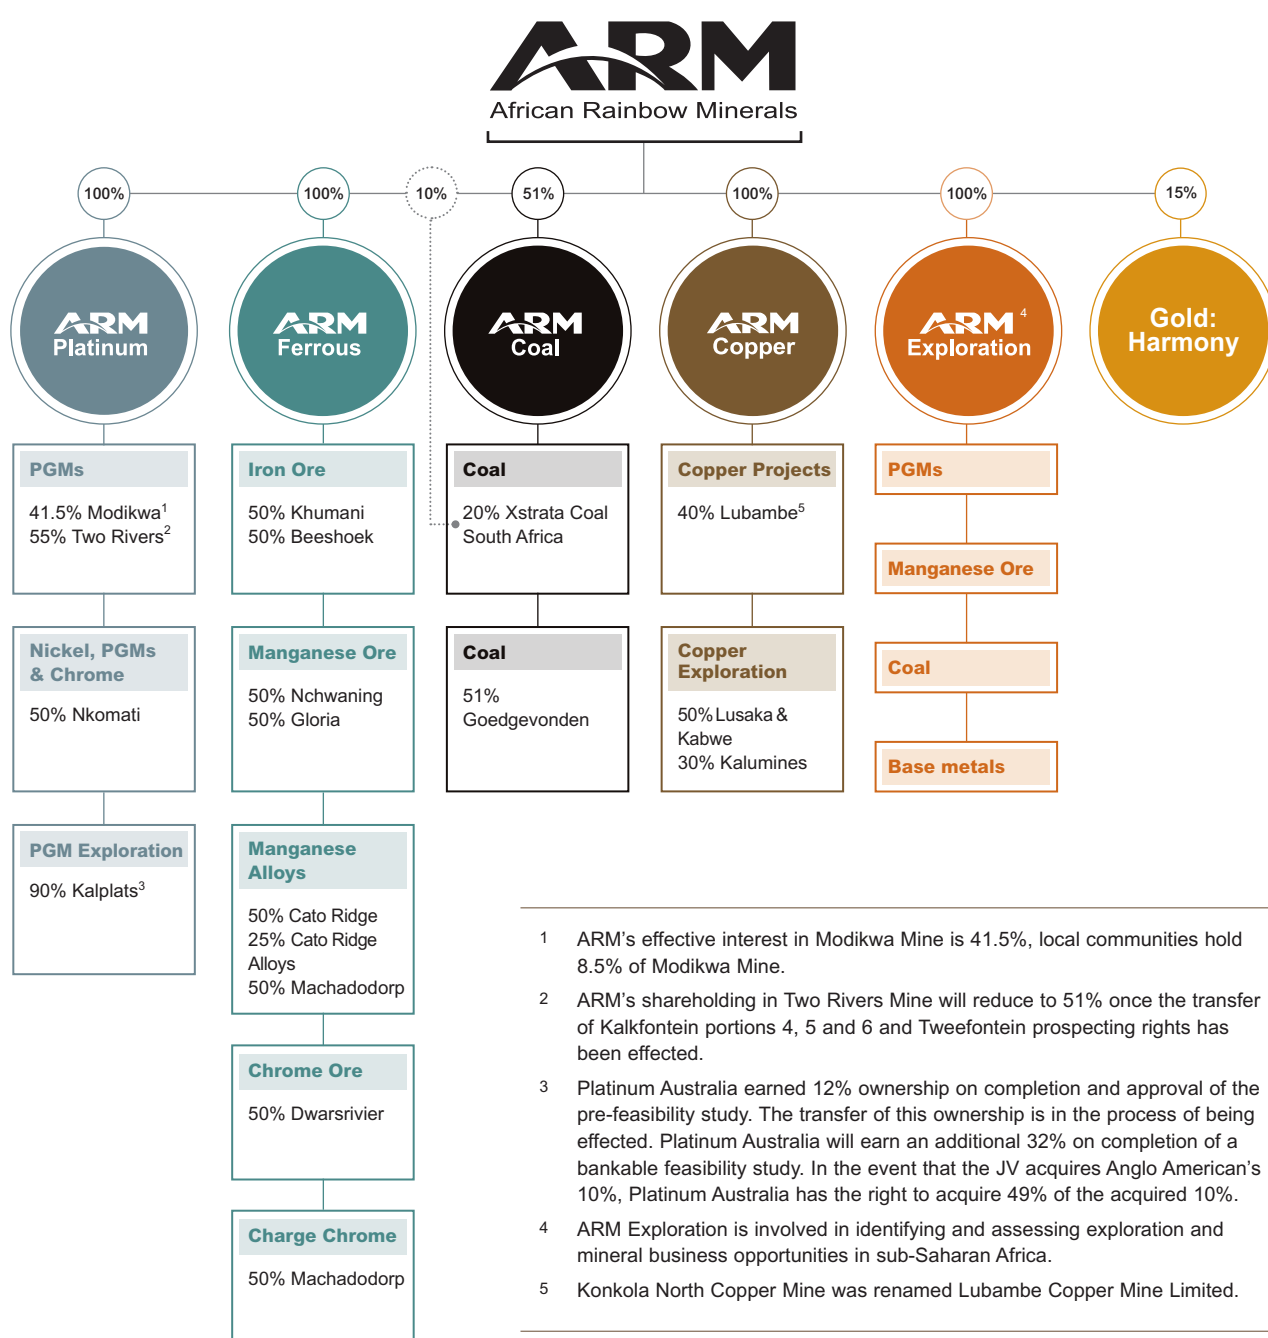 ARM
African Rainbow Minerals
100%
100%
10%
51%
100%
100%
15%
ARM
Platinum
ARM
Ferrous
ARM
Coal
ARM
Copper
ARM 4
Exploration
Gold:
Harmony
PGMs
41.5% Modikwa1
55% Two Rivers2
Nickel, PGMs
& Chrome
50% Nkomati
PGM Exploration
90% Kalplats3
Iron Ore
50% Khumani
50% Beeshoek
Manganese Ore
50% Nchwaning
50% Gloria
Manganese
Alloys
50% Cato Ridge
25% Cato Ridge
Alloys
50% Machadodorp
Chrome Ore
50% Dwarsrivier
Charge Chrome
50% Machadodorp
Coal
20% Xstrata Coal
South Africa
Coal
51%
Goedgevonden
Copper Projects
40% Lubambe5
Copper
Exploration
50% Lusaka &
Kabwe
30% Kalumines
PGMs
Manganese Ore
Coal
Base metals
1 ARM's effective interest in Modikwa Mine is 41.5%, local communities hold
8.5% of Modikwa Mine.
2 ARM's shareholding in Two Rivers Mine will reduce to 51% once the transfer
of Kalkfontein portions 4, 5 and 6 and Tweefontein prospecting rights has
been effected.
3 Platinum Australia earned 12% ownership on completion and approval of the
pre-feasibility study. The transfer of this ownership is in the process of being
effected. Platinum Australia will earn an additional 32% on completion of a
bankable feasibility study. In the event that the JV acquires Anglo American's
10%, Platinum Australia has the right to acquire 49% of the acquired 10%.
4 ARM Exploration is involved in identifying and assessing exploration and
mineral business opportunities in sub-Saharan Africa.
5 Konkola North Copper Mine was renamed Lubambe Copper Mine Limited.